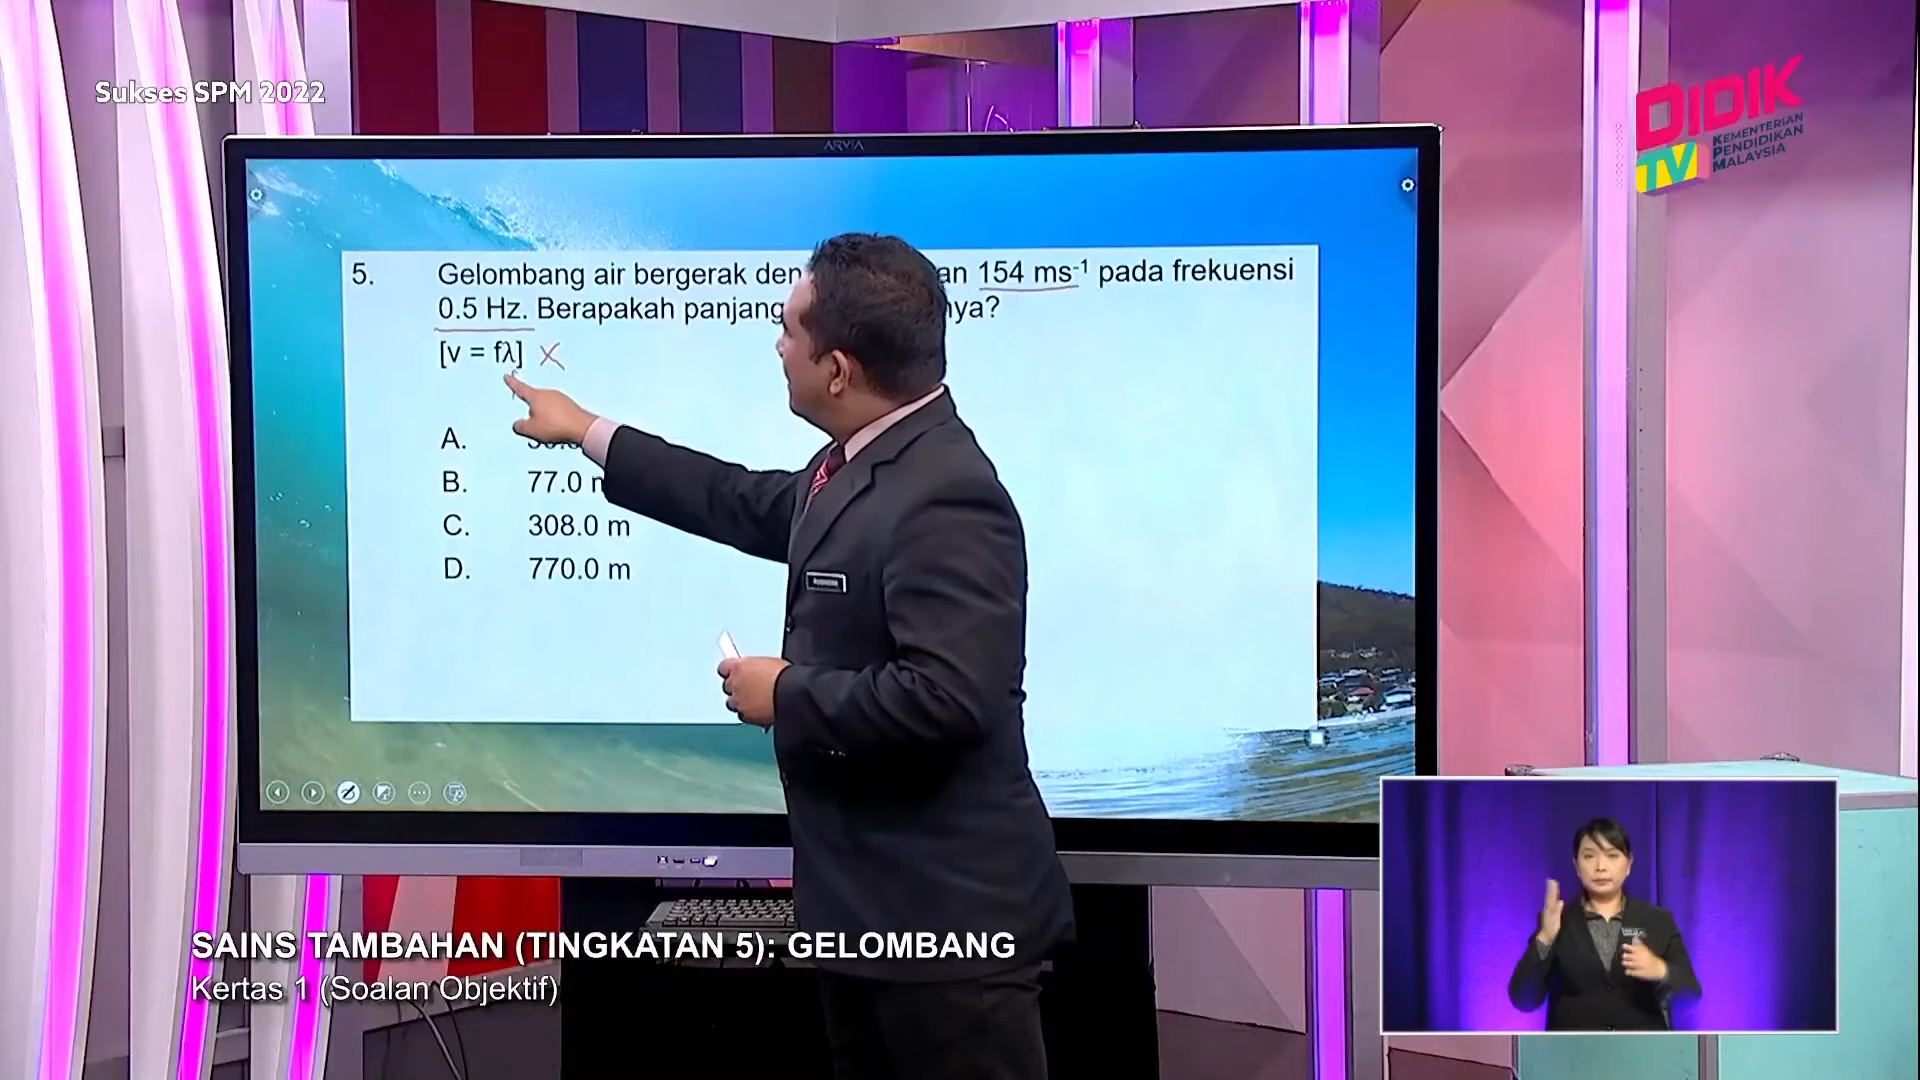 Sukses SPM 2022
DIDIK
TV
KEMENTERIAN
PENDIDIKAN
MALAYSIA
ARVIA
5. Gelombang air bergerak den an 154 ms⁻¹ pada frekuensi
0.5 Hz. Berapakah panjang nya?
[v = fλ] X
A.
B. 77.0 m
C. 308.0 m
D. 770.0 m
SAINS TAMBAHAN (TINGKATAN 5): GELOMBANG
Kertas 1 (Soalan Objektif)